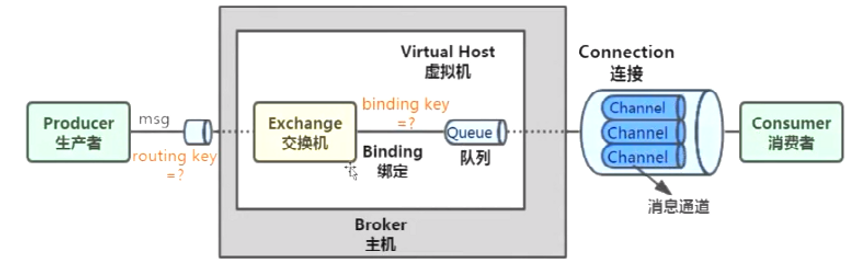 Producer
生产者
msg
routing key
=?
Exchange
交换机
Virtual Host
虚拟机
binding key
=?
Binding
绑定
Queue
队列
Broker
主机
Connection
连接
Channel
Channel
Channel
消息通道
Consumer
消费者